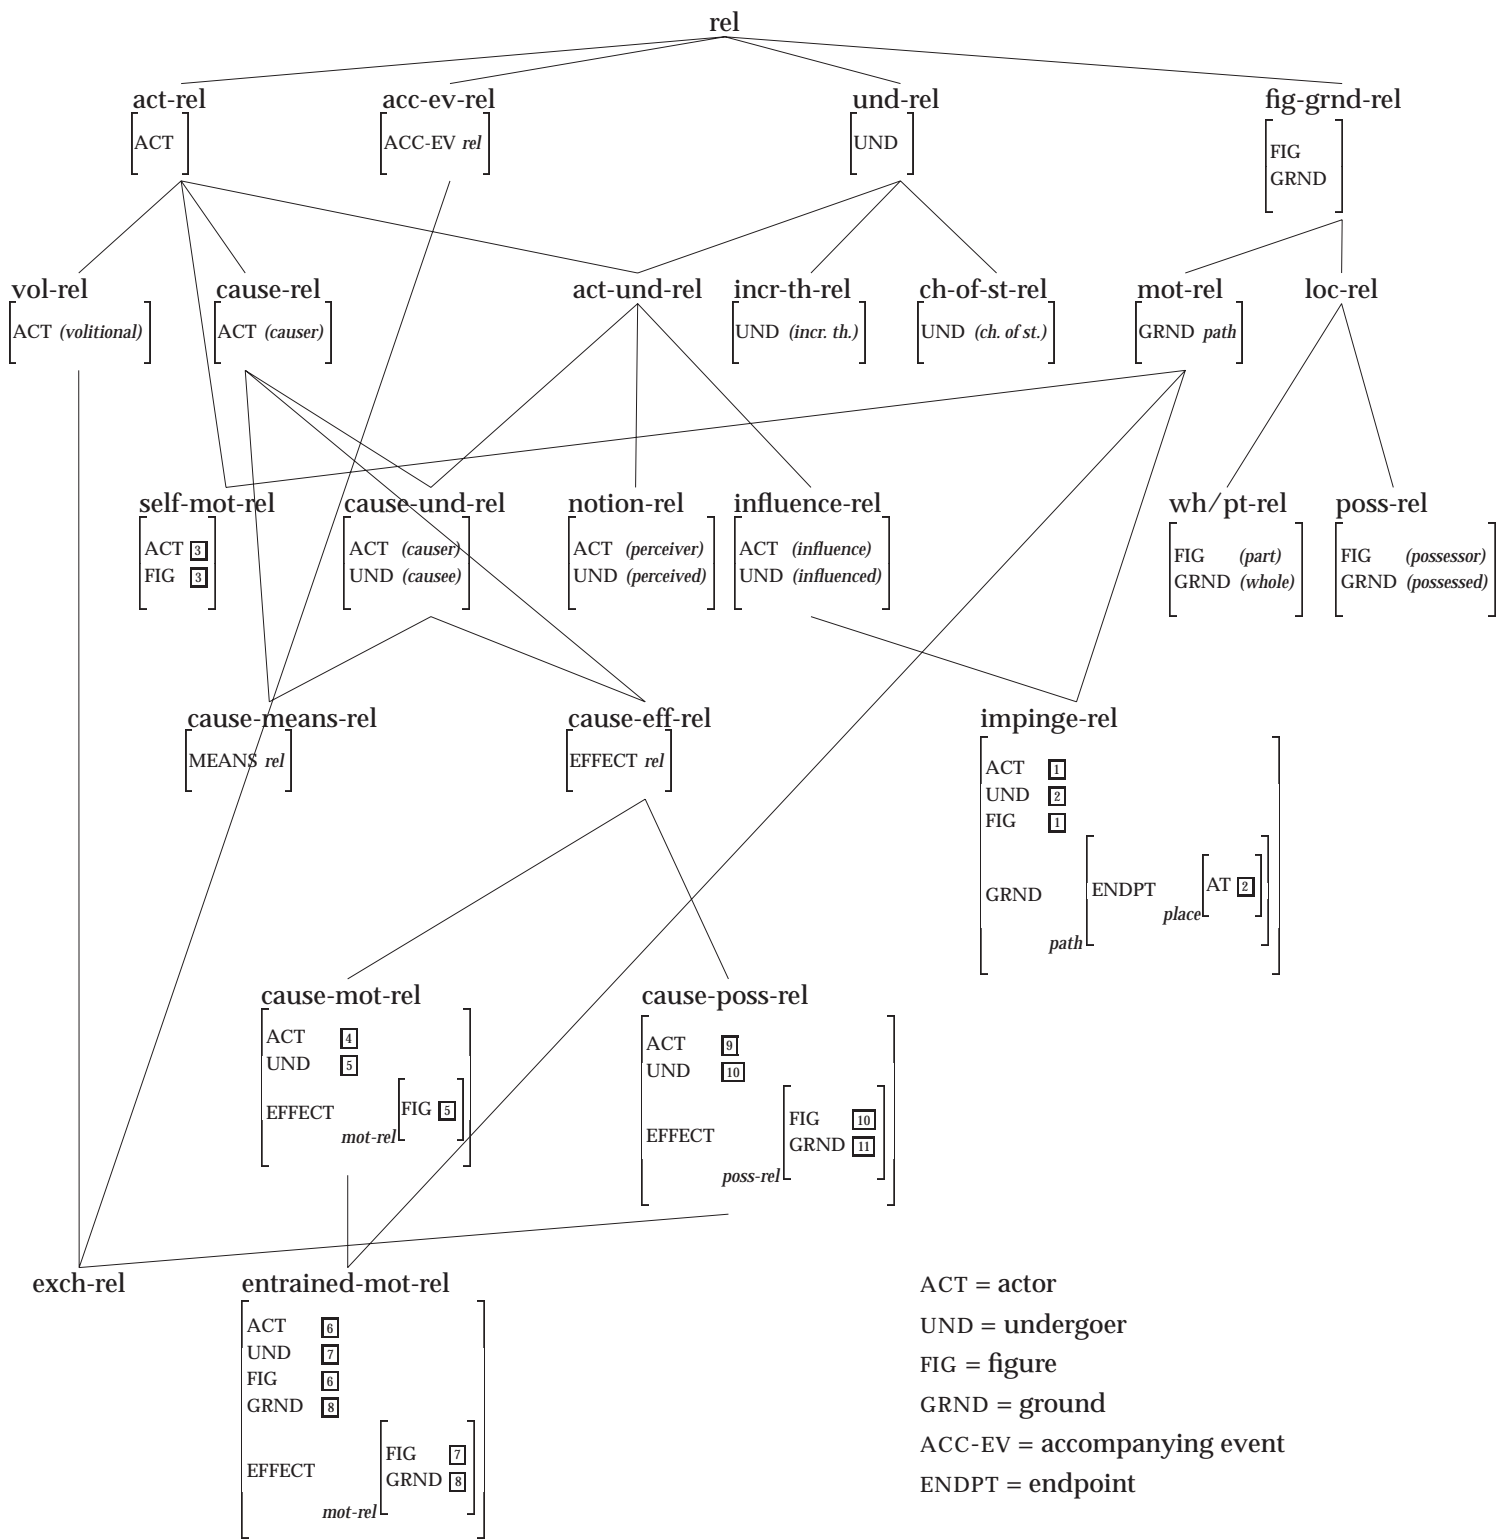 rel
act-rel
ACT
acc-ev-rel
ACC-EV rel
und-rel
UND
fig-grnd-rel
FIG
GRND
vol-rel
ACT (volitional)
cause-rel
ACT (causer)
act-und-rel
incr-th-rel
UND (incr. th.)
ch-of-st-rel
UND (ch. of st.)
mot-rel
GRND path
loc-rel
self-mot-rel
ACT 3
FIG 3
cause-und-rel
ACT (causer)
UND (causee)
notion-rel
ACT (perceiver)
UND (perceived)
influence-rel
ACT (influence)
UND (influenced)
wh/pt-rel
FIG (part)
GRND (whole)
poss-rel
FIG (possessor)
GRND (possessed)
cause-means-rel
MEANS rel
cause-eff-rel
EFFECT rel
impinge-rel
ACT 1
UND 2
FIG 1
GRND path ENDPT place AT 2
cause-mot-rel
ACT 4
UND 5
EFFECT mot-rel FIG 5
cause-poss-rel
ACT 9
UND 10
EFFECT poss-rel FIG 10
GRND 11
exch-rel
entrained-mot-rel
ACT 6
UND 7
FIG 6
GRND 8
EFFECT mot-rel FIG 7
GRND 8
ACT = actor
UND = undergoer
FIG = figure
GRND = ground
ACC-EV = accompanying event
ENDPT = endpoint